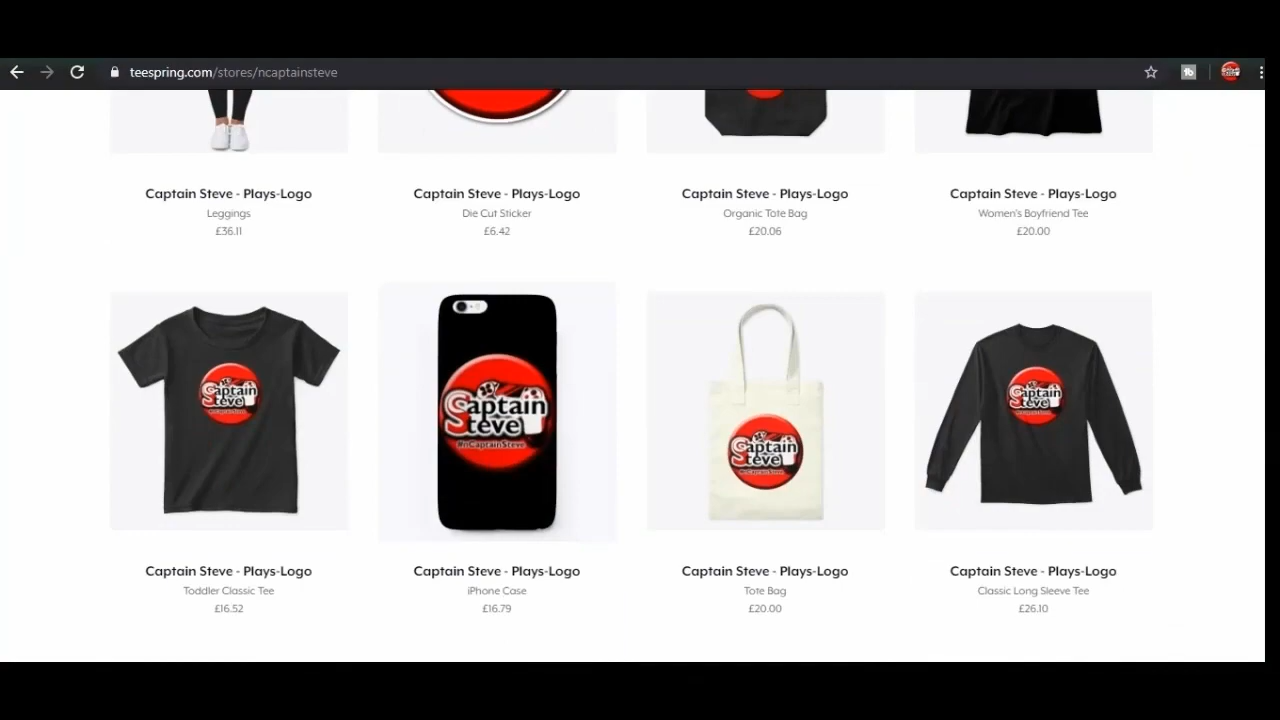 teespring.com/stores/ncaptainsteve
Captain Steve - Plays-Logo
Leggings
£36.11
Captain Steve - Plays-Logo
Die Cut Sticker
£6.42
Captain Steve - Plays-Logo
Organic Tote Bag
£20.06
Captain Steve - Plays-Logo
Women's Boyfriend Tee
£20.00
Captain
Steve
Captain
Steve
#nCaptainSteve
Captain
Steve
Captain
Steve
Captain Steve - Plays-Logo
Toddler Classic Tee
£16.52
Captain Steve - Plays-Logo
iPhone Case
£16.79
Captain Steve - Plays-Logo
Tote Bag
£20.00
Captain Steve - Plays-Logo
Classic Long Sleeve Tee
£26.10